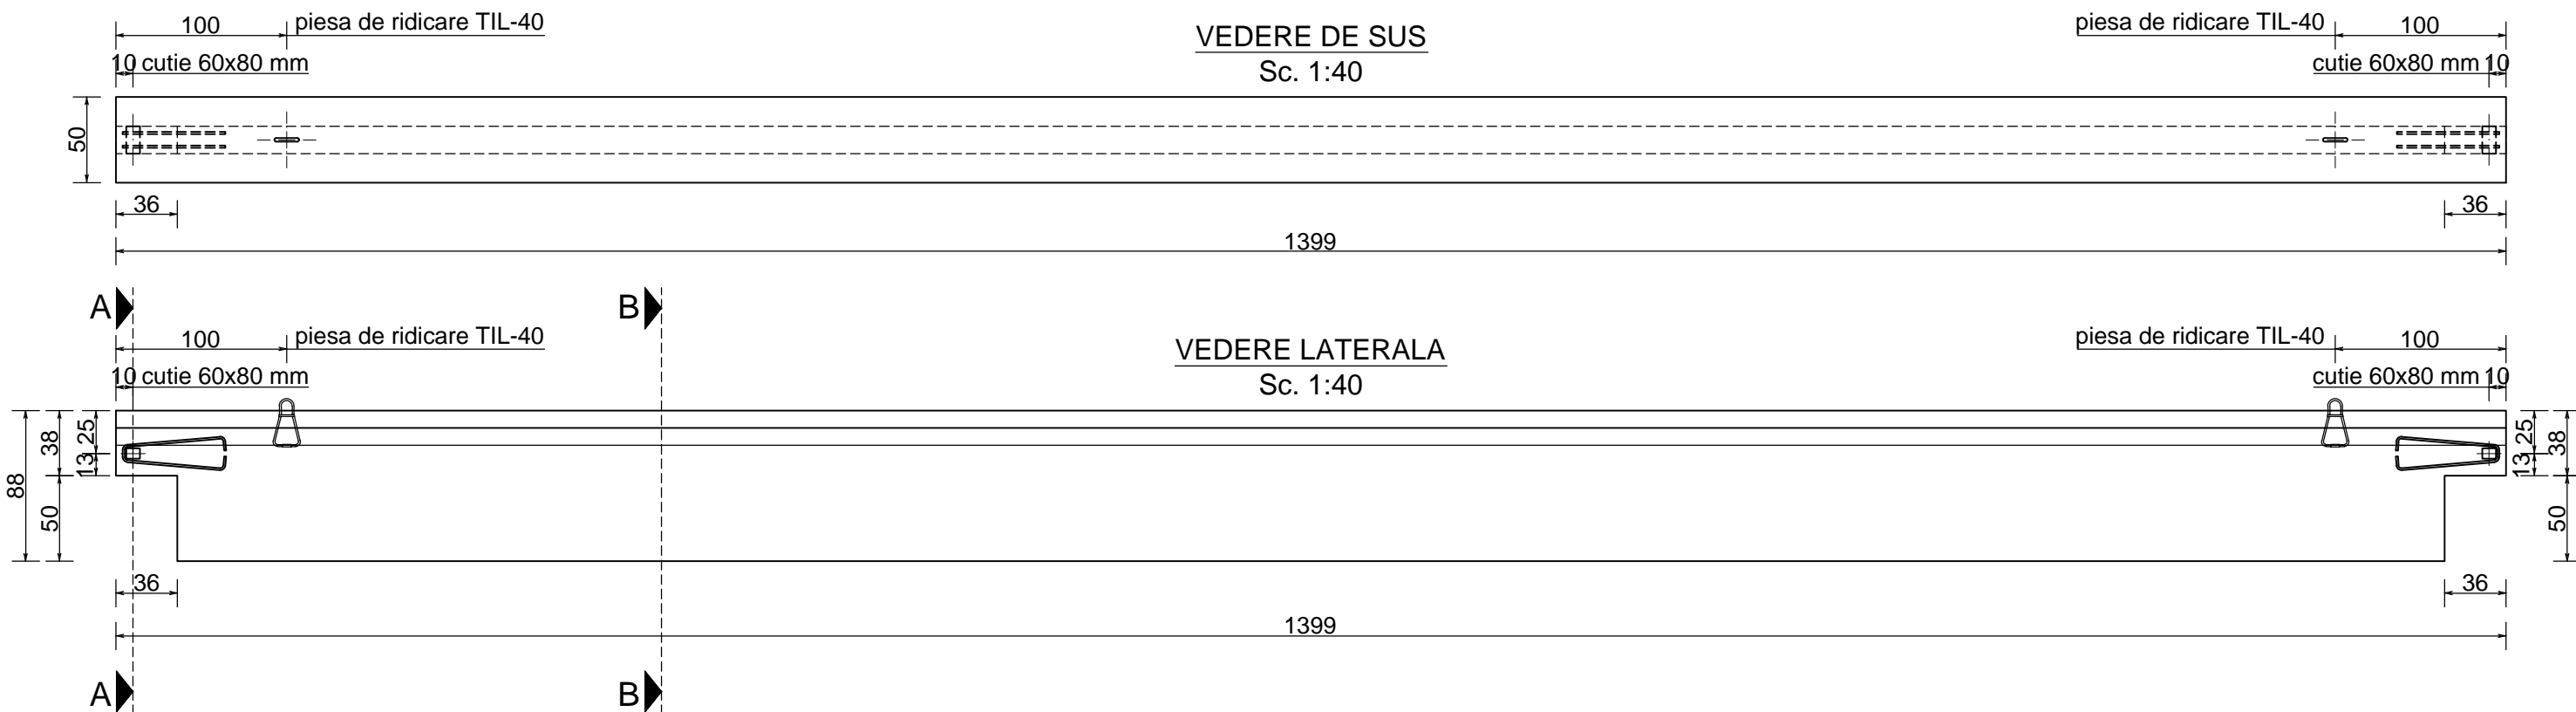 100 piesa de ridicare TIL-40 VEDERE DE SUS piesa de ridicare TIL-40 100
10 cutie 60x80 mm Sc. 1:40 cutie 60x80 mm 10
50
36 36
1399
A B
100 piesa de ridicare TIL-40 VEDERE LATERALA piesa de ridicare TIL-40 100
10 cutie 60x80 mm Sc. 1:40 cutie 60x80 mm 10
88 38 25 13 25 13 38
50 50
36 36
1399
A B